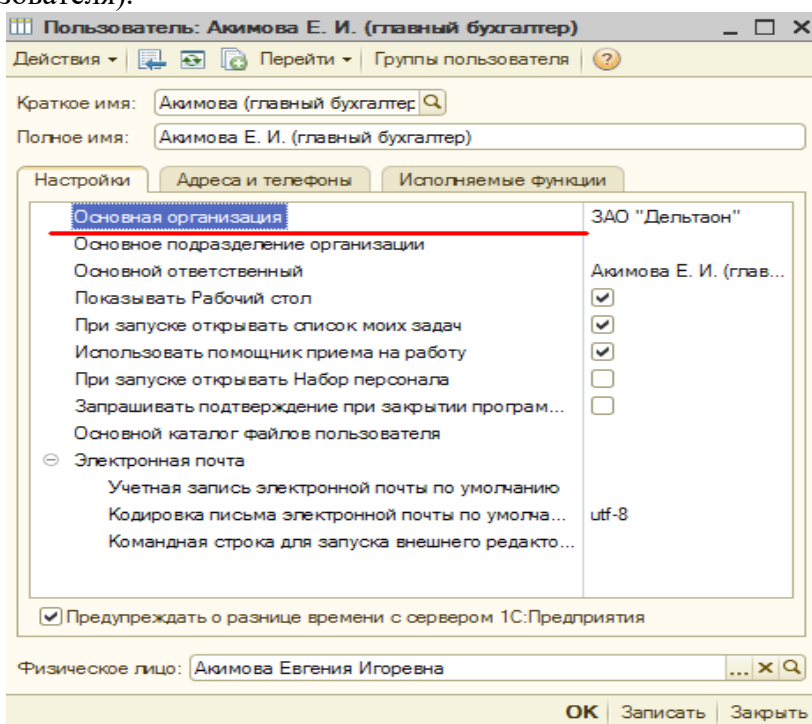 зователя).
Пользователь: Акимова Е. И. (главный бухгалтер)
Действия Перейти Группы пользователя ?
Краткое имя: Акимова (главный бухгалтер
Полное имя: Акимова Е. И. (главный бухгалтер)
Настройки Адреса и телефоны Исполняемые функции
Основная организация ЗАО "Дельтаон"
Основное подразделение организации
Основной ответственный Акимова Е. И. (глав...
Показывать Рабочий стол
При запуске открывать список моих задач
Использовать помощник приема на работу
При запуске открывать Набор персонала
Запрашивать подтверждение при закрытии програм...
Основной каталог файлов пользователя
Электронная почта
Учетная запись электронной почты по умолчанию
Кодировка письма электронной почты по умолча... utf-8
Командная строка для запуска внешнего редакто...
Предупреждать о разнице времени с сервером 1С:Предприятия
Физическое лицо: Акимова Евгения Игоревна ...
OK Записать Закрыть